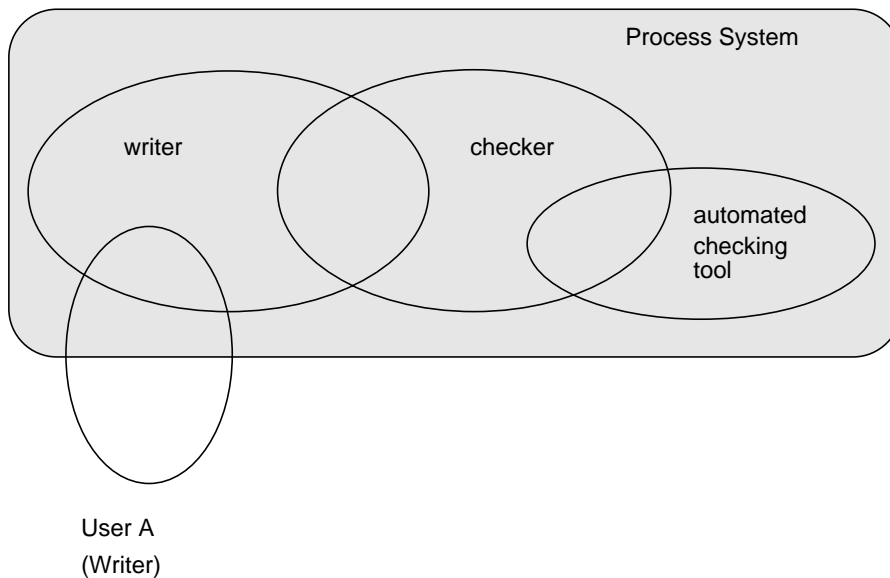 Process System
writer
checker
automated
checking
tool
User A
(Writer)